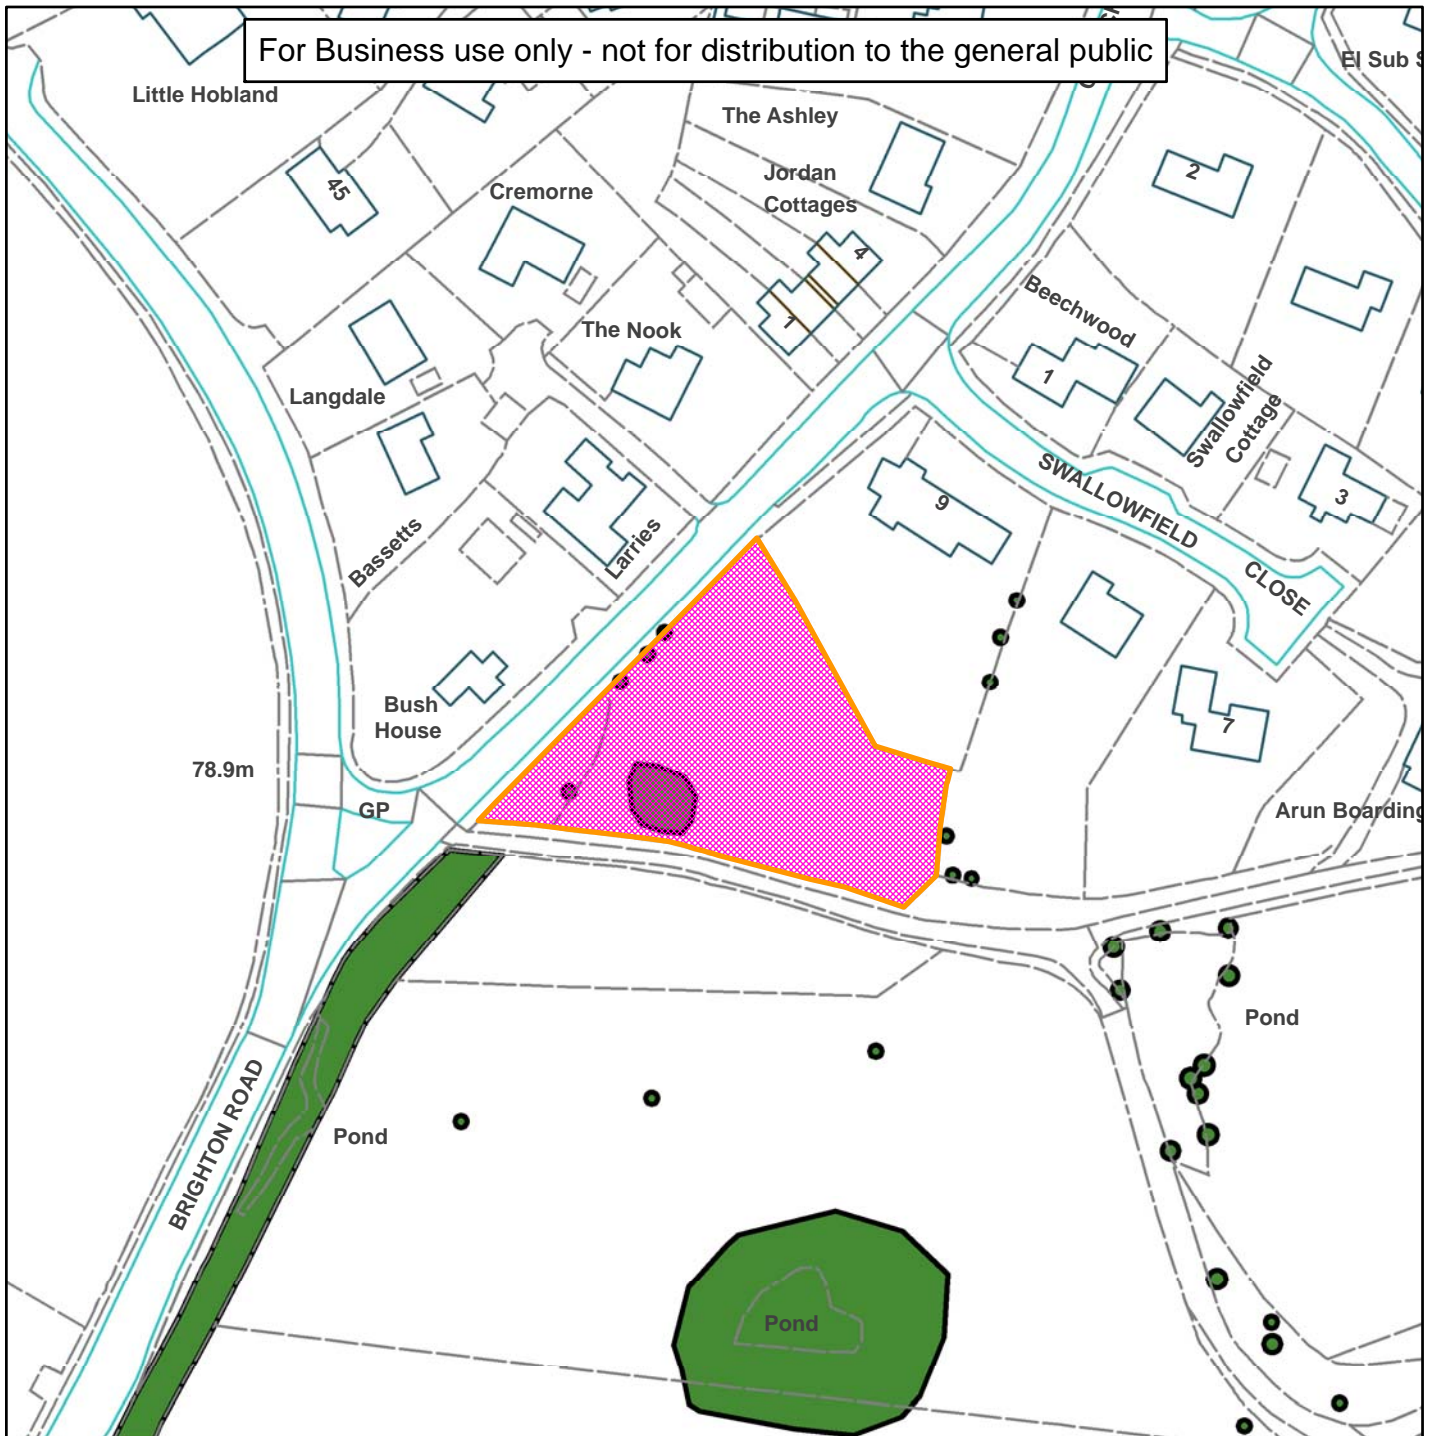 For Business use only - not for distribution to the general public
El Sub S
Little Hobland
The Ashley
Jordan
Cottages
2
45
Cremorne
4
1
Beechwood
The Nook
1
Swallowfield
Cottage
Langdale
SWALLOWFIELD
CLOSE
9
3
Bassetts
Larries
Bush
House
7
78.9m
GP
Arun Boarding
Pond
BRIGHTON ROAD
Pond
Pond